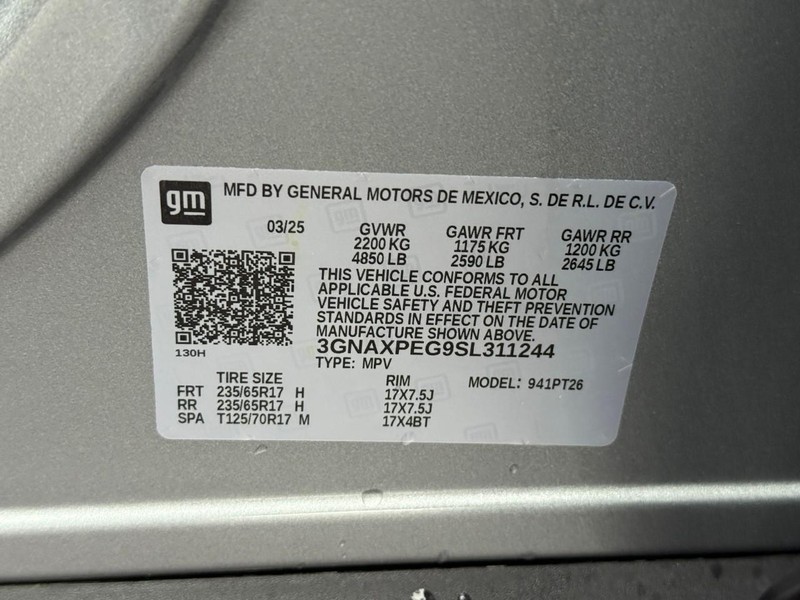 gm MFD BY GENERAL MOTORS DE MEXICO, S. DE R.L. DE C.V.
03/25 GVWR GAWR FRT GAWR RR
2200 KG 1175 KG 1200 KG
4850 LB 2590 LB 2645 LB
THIS VEHICLE CONFORMS TO ALL
APPLICABLE U.S. FEDERAL MOTOR
VEHICLE SAFETY AND THEFT PREVENTION
STANDARDS IN EFFECT ON THE DATE OF
MANUFACTURE SHOWN ABOVE.
130H 3GNAXPEG9SL311244
TYPE: MPV
TIRE SIZE RIM MODEL: 941PT26
FRT 235/65R17 H 17X7.5J
RR 235/65R17 H 17X7.5J
SPA T125/70R17 M 17X4BT